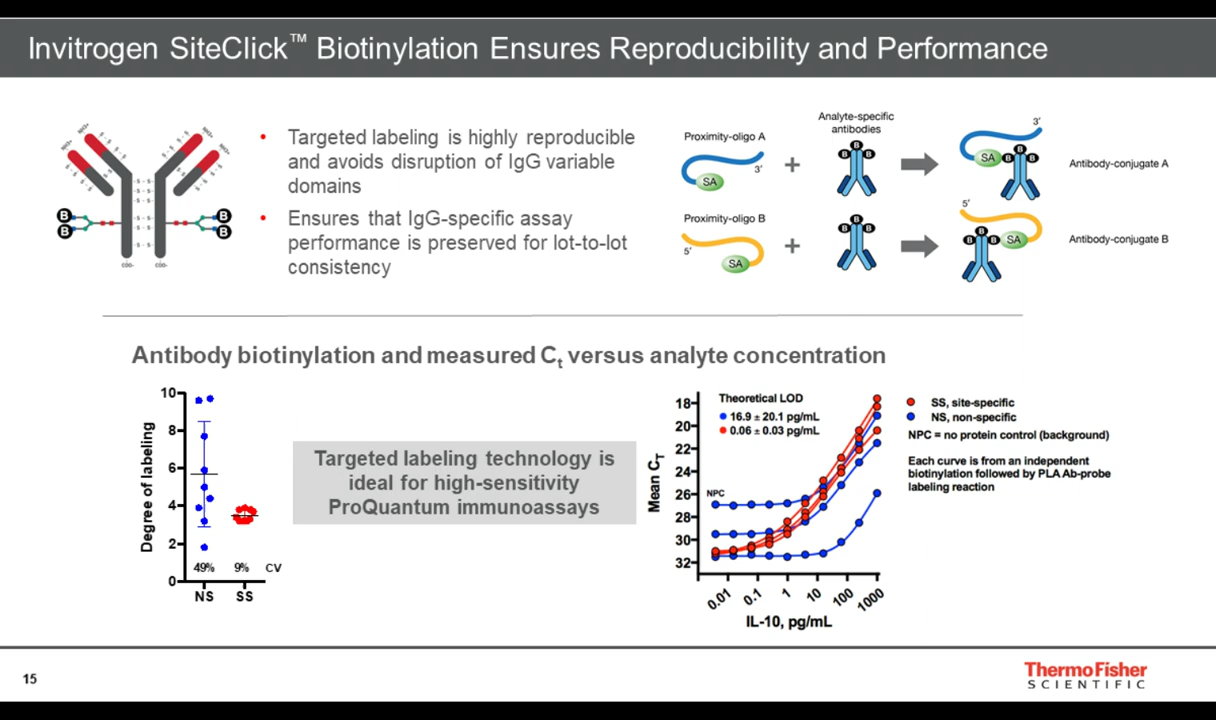 Invitrogen SiteClick™ Biotinylation Ensures Reproducibility and Performance
• Targeted labeling is highly reproducible
and avoids disruption of IgG variable
domains
• Ensures that IgG-specific assay
performance is preserved for lot-to-lot
consistency
NH3+
NH3+
NH3+
NH3+
S - S
B
B
B
B
COO-
COO-
Analyte-specific
antibodies
Proximity-oligo A
3′
SA
+
B B B
3′
SA
B B B
Antibody-conjugate A
Proximity-oligo B
5′
SA
+
B B B
5′
B B B
SA
Antibody-conjugate B
Antibody biotinylation and measured Ct versus analyte concentration
Degree of labeling
10
8
6
4
2
0
49% 9% CV
NS SS
Targeted labeling technology is
ideal for high-sensitivity
ProQuantum immunoassays
Mean CT
18
20
22
24
26
28
30
32
Theoretical LOD
16.9 ± 20.1 pg/mL
0.06 ± 0.03 pg/mL
NPC
0.01 0.1 1 10 100 1000
IL-10, pg/mL
SS, site-specific
NS, non-specific
NPC = no protein control (background)
Each curve is from an independent
biotinylation followed by PLA Ab-probe
labeling reaction
15
ThermoFisher
SCIENTIFIC